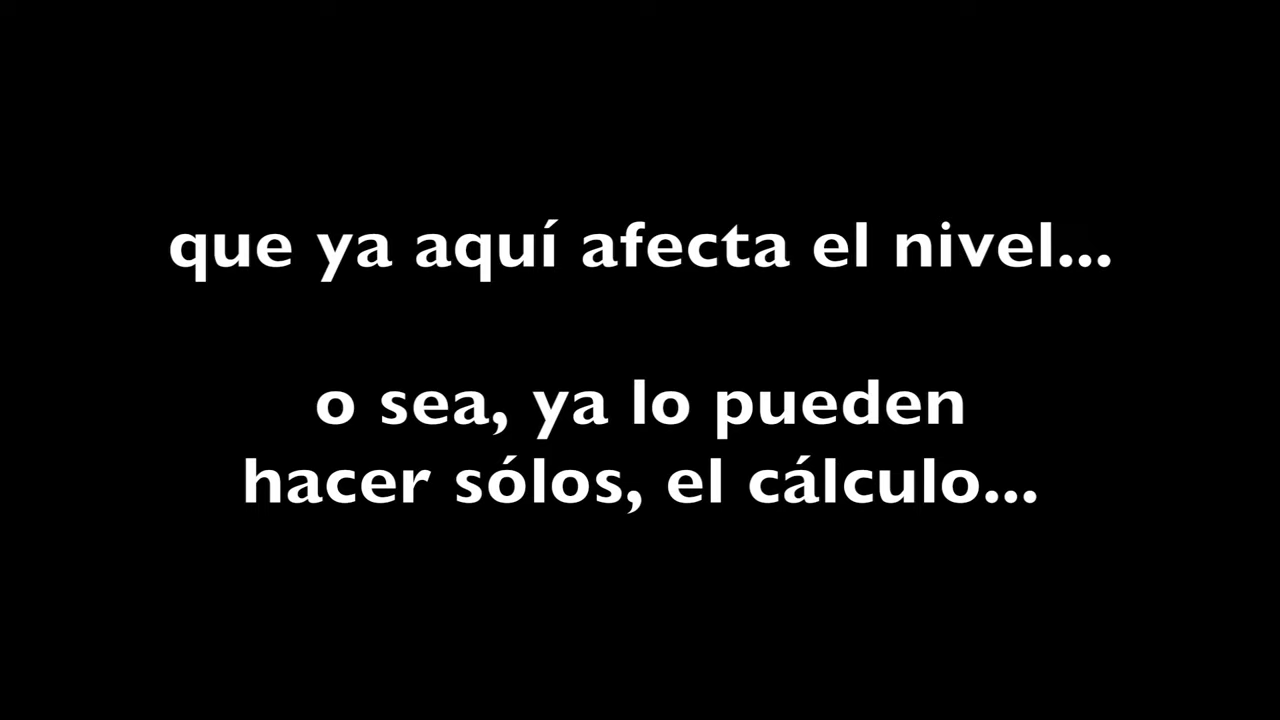 que ya aquí afecta el nivel...
o sea, ya lo pueden
hacer sólos, el cálculo...